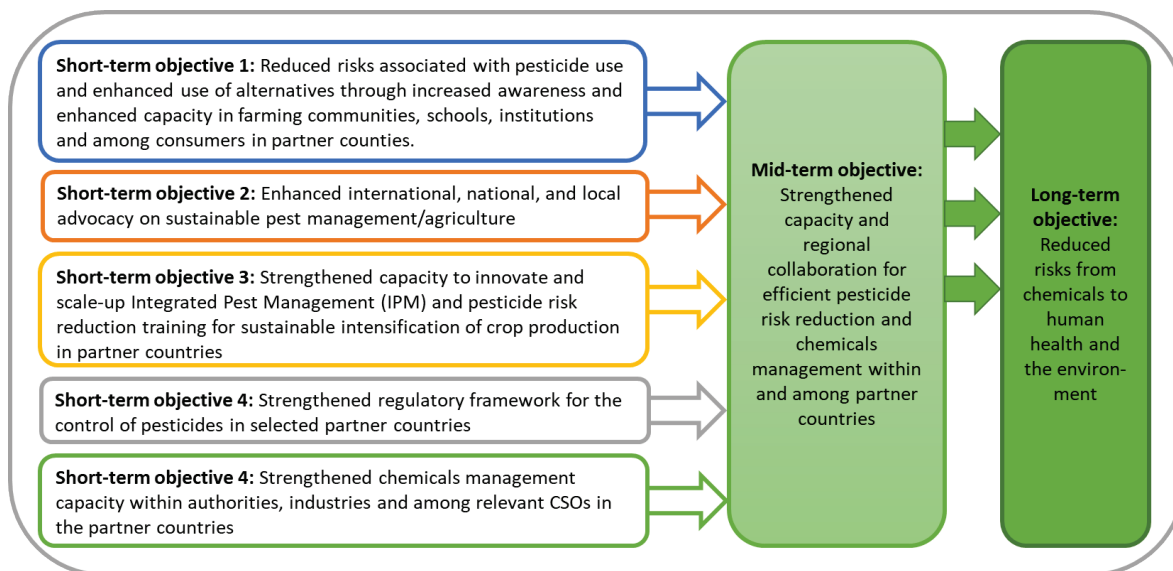 Short-term objective 1: Reduced risks associated with pesticide use
and enhanced use of alternatives through increased awareness and
enhanced capacity in farming communities, schools, institutions
and among consumers in partner counties.
Short-term objective 2: Enhanced international, national, and local
advocacy on sustainable pest management/agriculture
Short-term objective 3: Strengthened capacity to innovate and
scale-up Integrated Pest Management (IPM) and pesticide risk
reduction training for sustainable intensification of crop production
in partner countries
Short-term objective 4: Strengthened regulatory framework for the
control of pesticides in selected partner countries
Short-term objective 4: Strengthened chemicals management
capacity within authorities, industries and among relevant CSOs in
the partner countries
Mid-term objective:
Strengthened
capacity and
regional
collaboration for
efficient pesticide
risk reduction and
chemicals
management within
and among partner
countries
Long-term
objective:
Reduced
risks from
chemicals to
human
health and
the environ-
ment